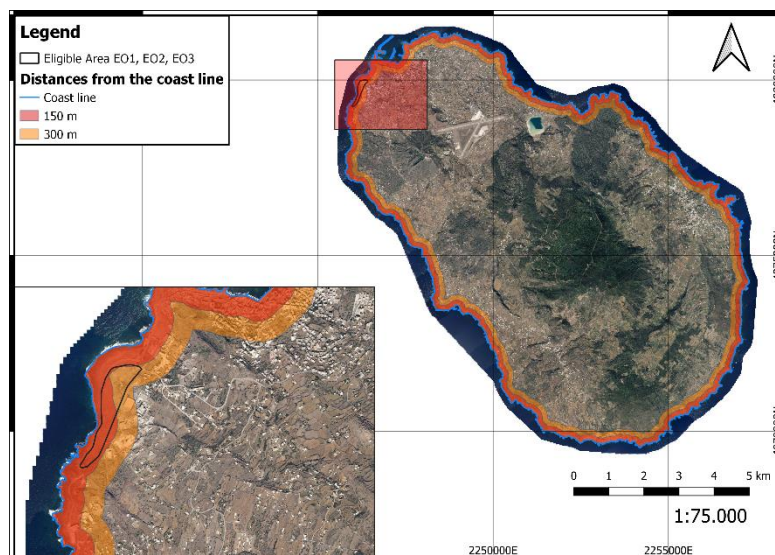 Legend
Eligible Area EO1, EO2, EO3
Distances from the coast line
Coast line
150 m
300 m
0 1 2 3 4 5 km
1:75.000
2250000E
2255000E